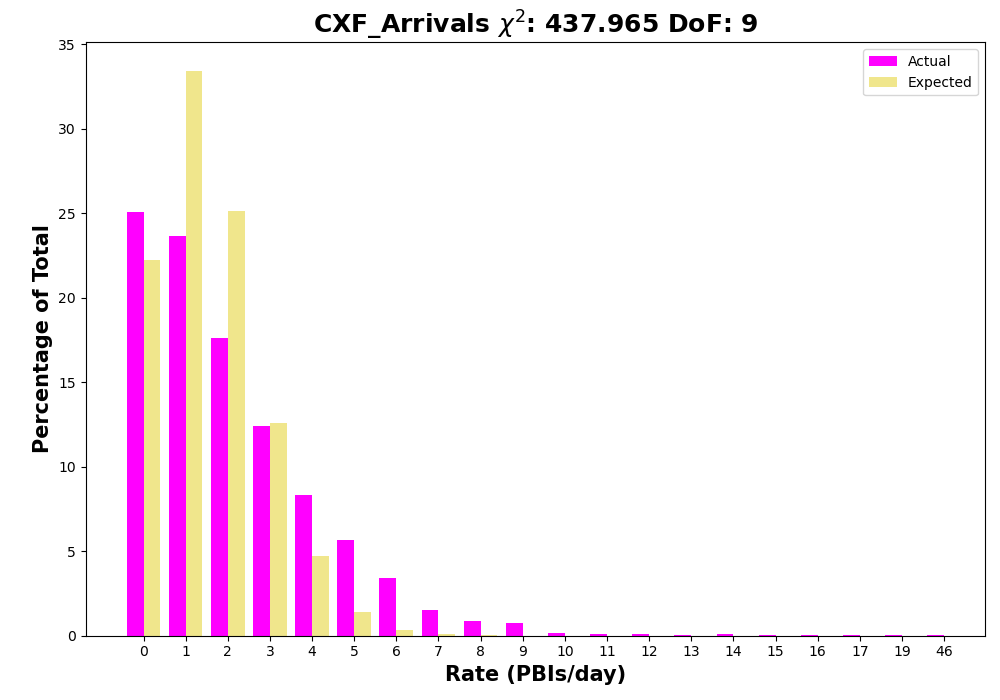 CXF_Arrivals χ²: 437.965 DoF: 9
Actual
Expected
Percentage of Total
35
30
25
20
15
10
5
0
0 1 2 3 4 5 6 7 8 9 10 11 12 13 14 15 16 17 19 46
Rate (PBIs/day)